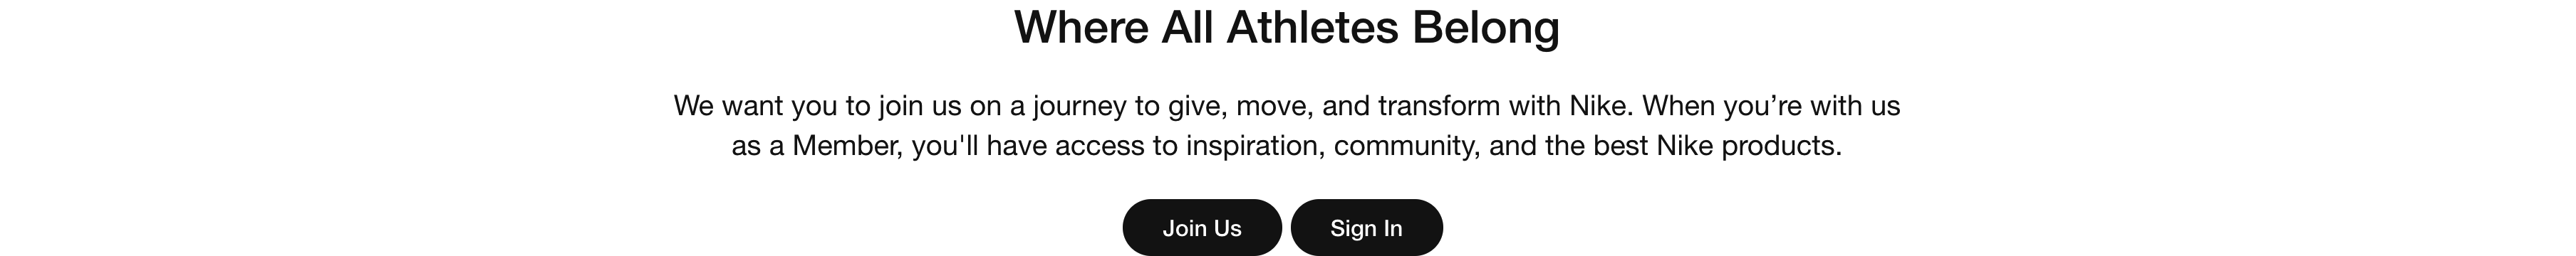 Where All Athletes Belong
We want you to join us on a journey to give, move, and transform with Nike. When you’re with us
as a Member, you'll have access to inspiration, community, and the best Nike products.
Join Us Sign In